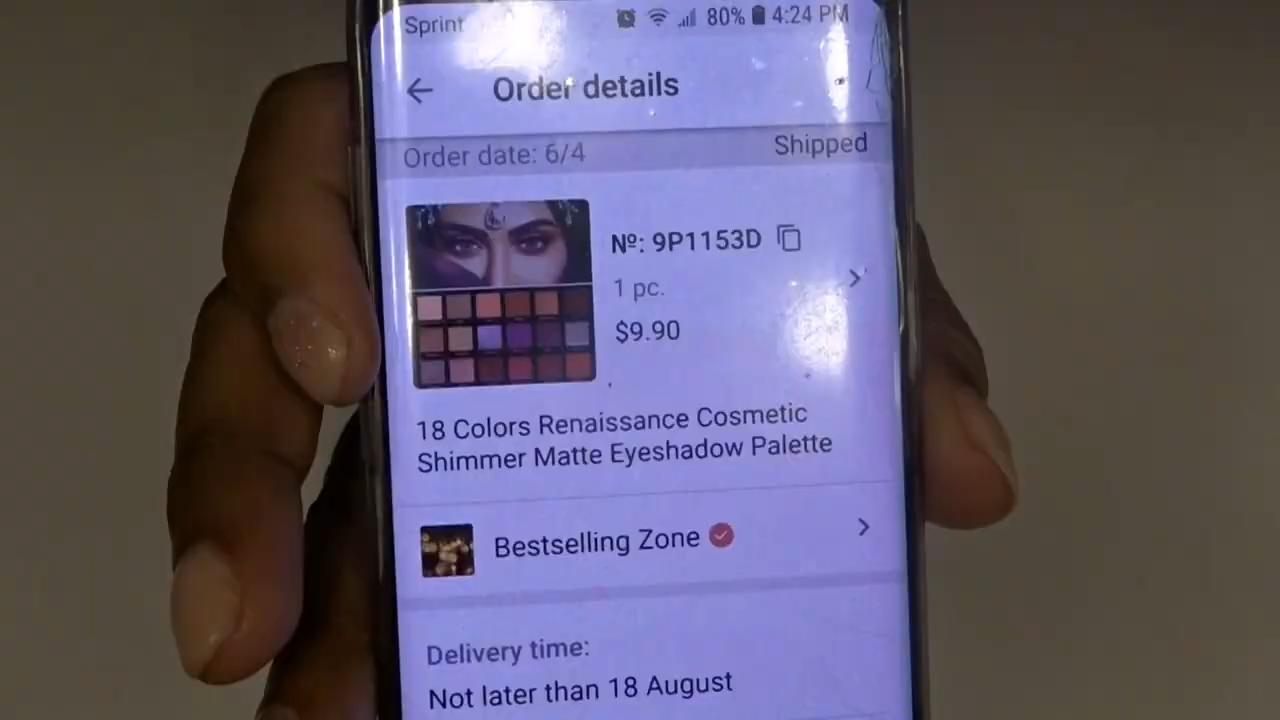 Sprint 80% 4:24 PM
Order details
Order date: 6/4 Shipped
Nº: 9P1153D
1 pc.
$9.90
18 Colors Renaissance Cosmetic
Shimmer Matte Eyeshadow Palette
Bestselling Zone
Delivery time:
Not later than 18 August